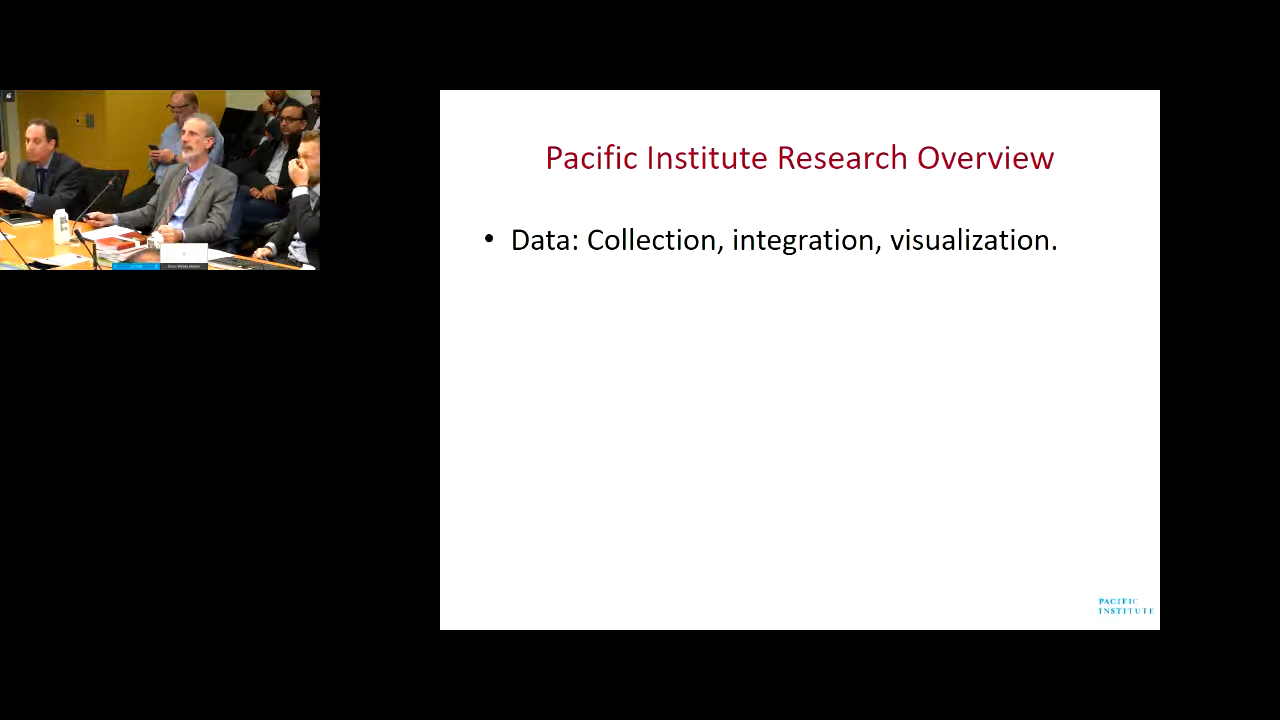 Pacific Institute Research Overview
• Data: Collection, integration, visualization.
PACIFIC
INSTITUTE